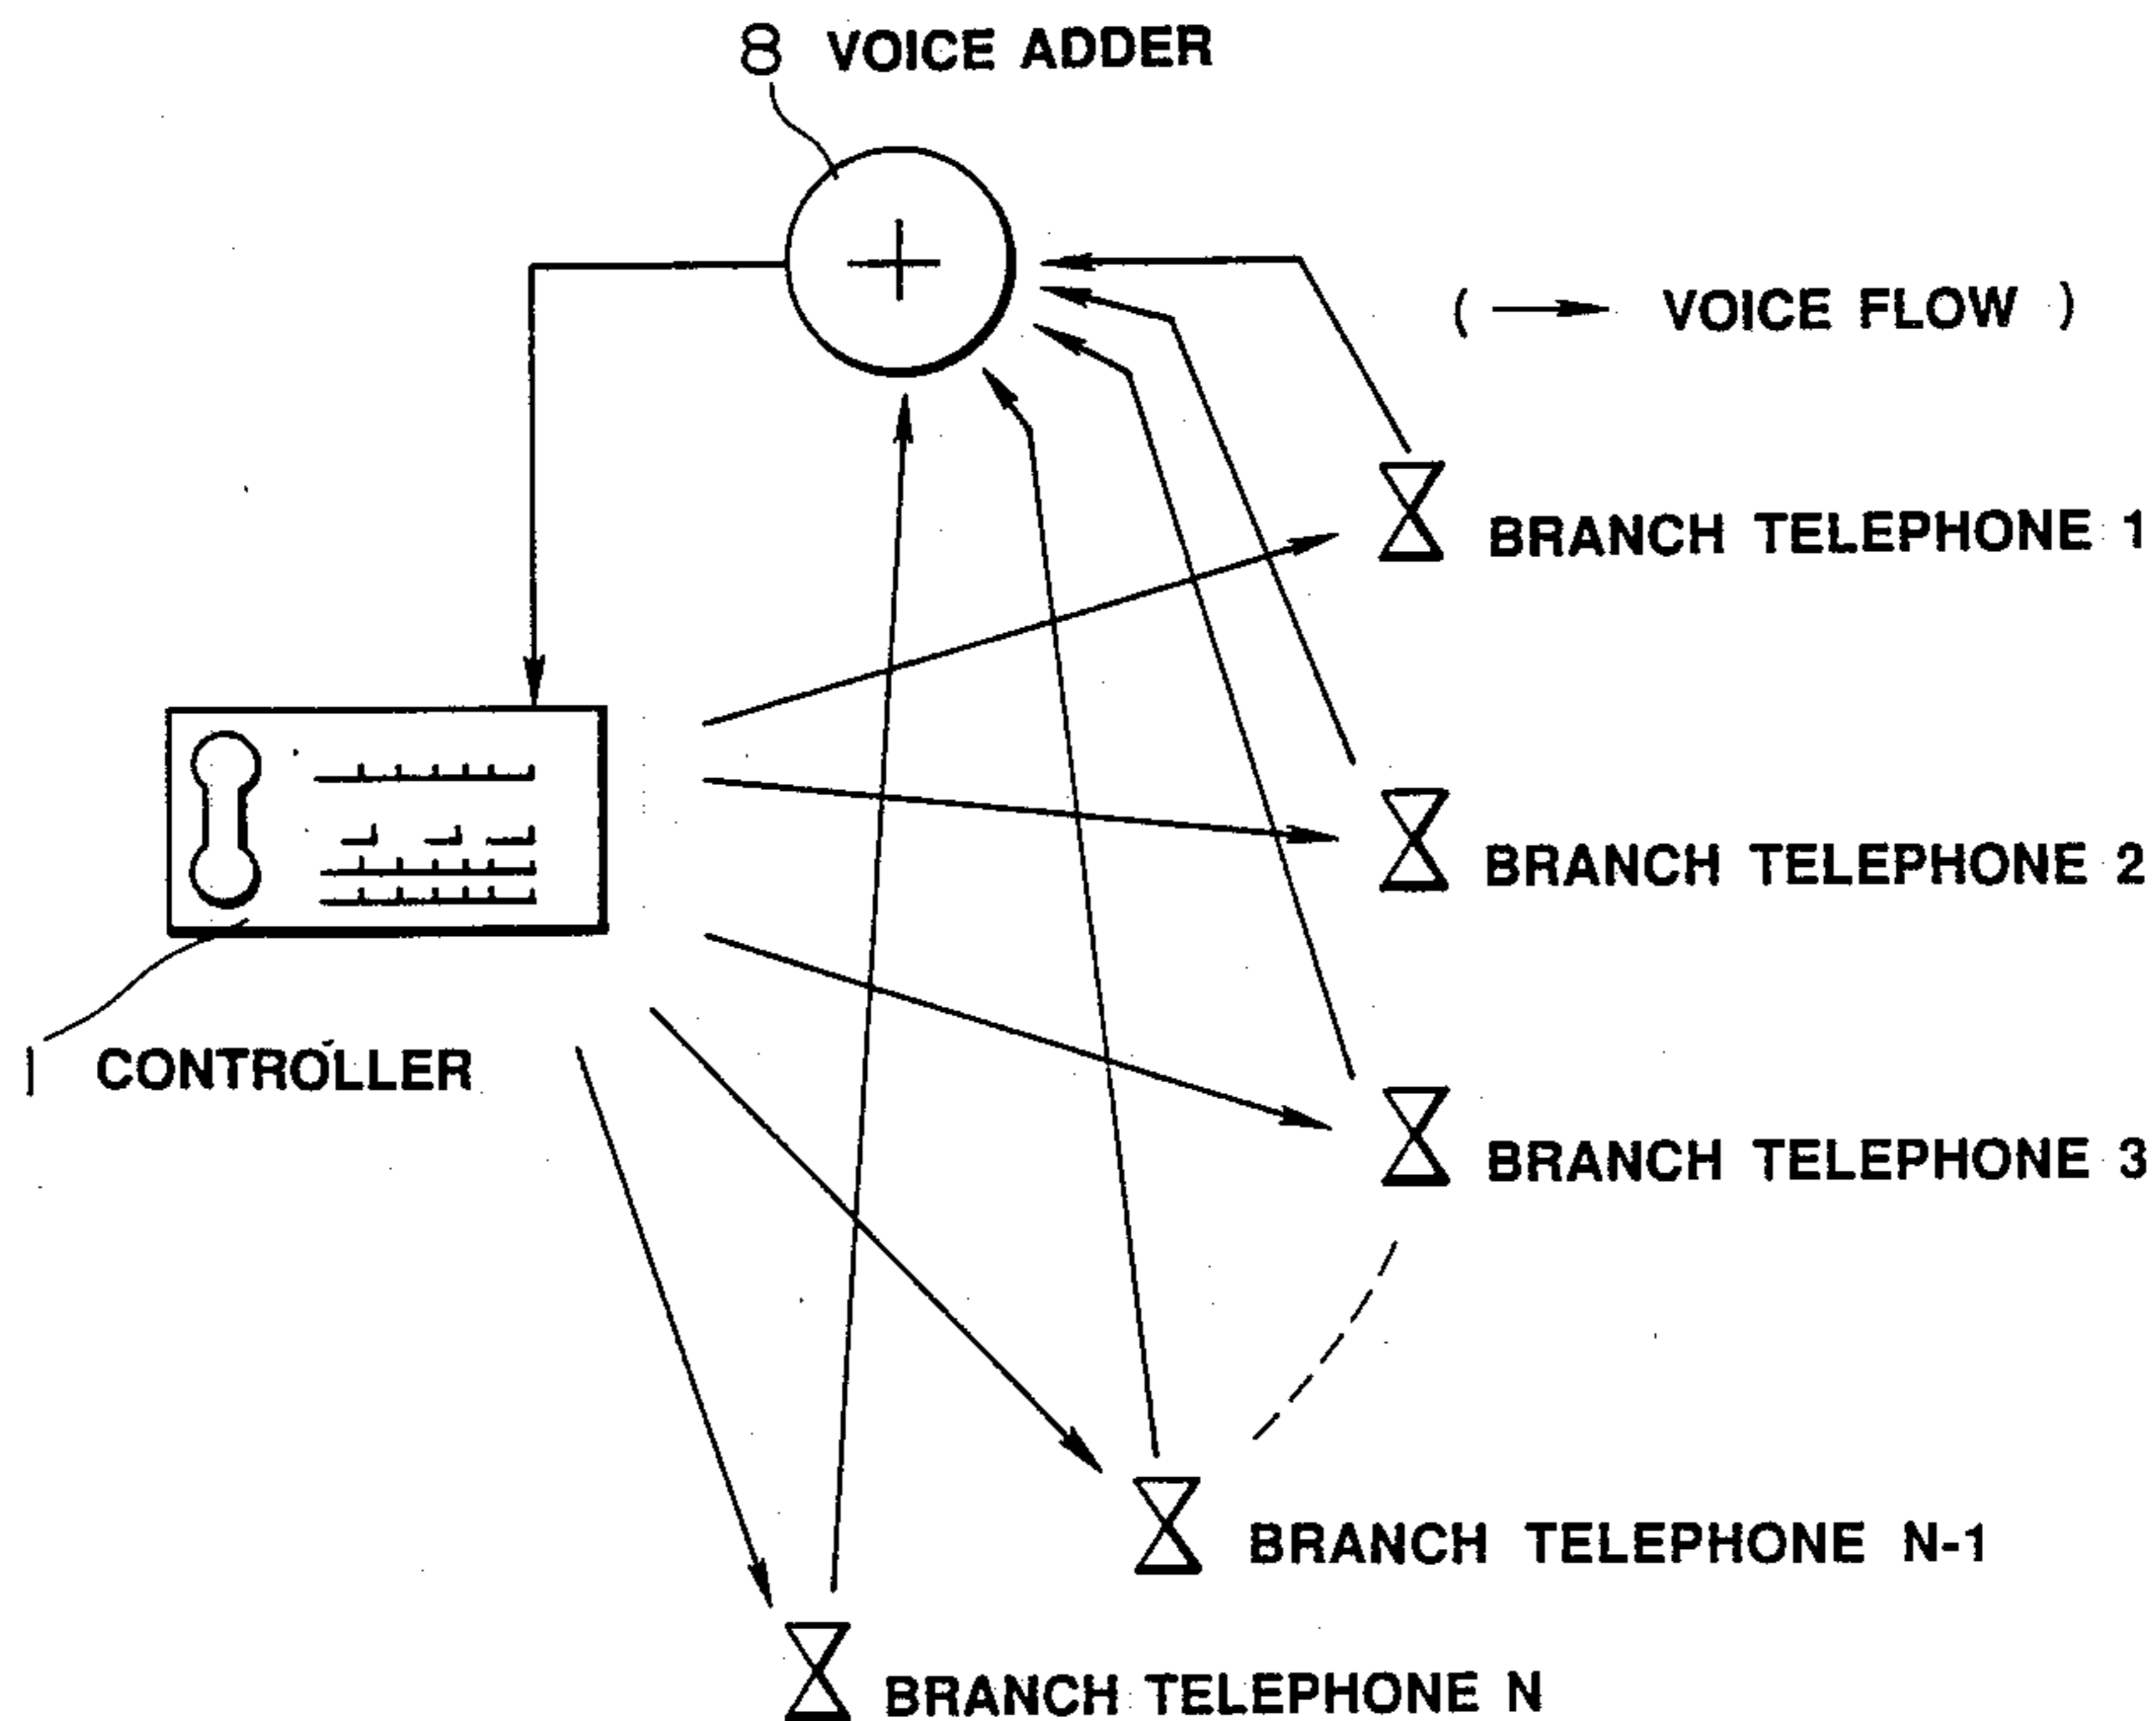 8 VOICE ADDER
( → VOICE FLOW )
BRANCH TELEPHONE 1
BRANCH TELEPHONE 2
1 CONTROLLER
BRANCH TELEPHONE 3
BRANCH TELEPHONE N-1
BRANCH TELEPHONE N